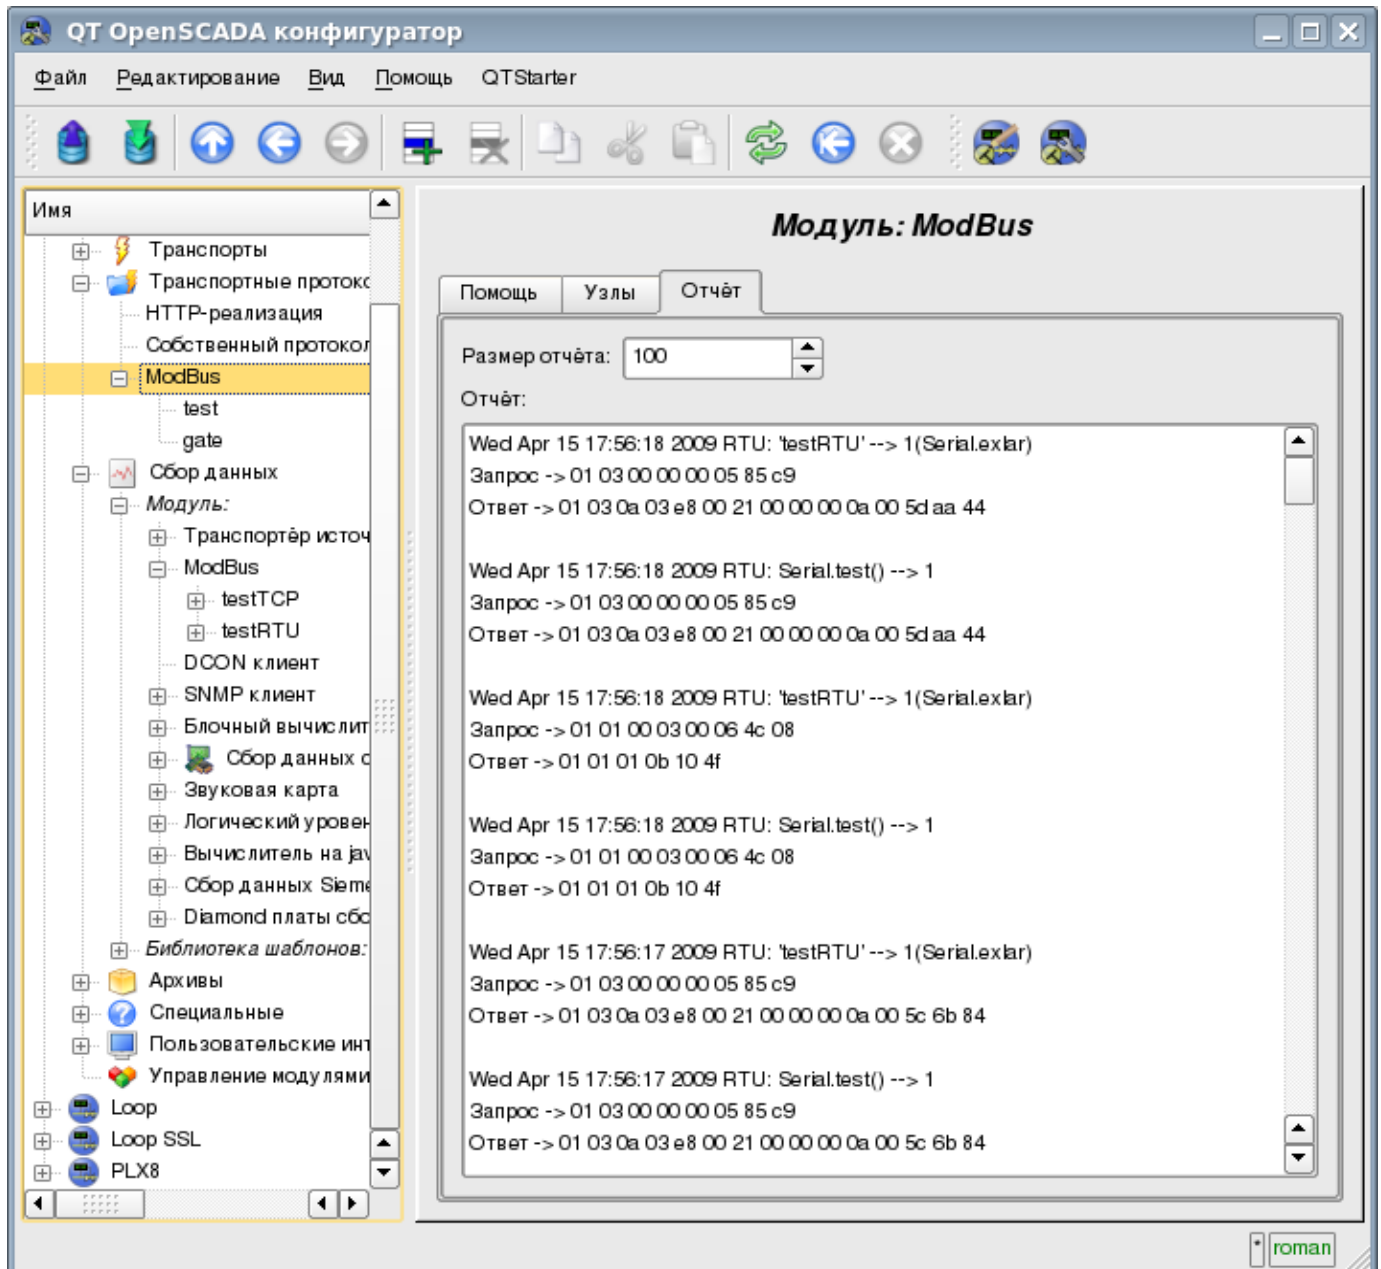 QT OpenSCADA конфигуратор
Файл Редактирование Вид Помощь QTStarter
Имя
Транспорты
Транспортные протокс
HTTP-реализация
Собственный протокол
ModBus
test
gate
Сбор данных
Модуль:
Транспортёр источ
ModBus
testTCP
testRTU
DCON клиент
SNMP клиент
Блочный вычислит
Сбор данных с
Звуковая карта
Логический уровен
Вычислитель на jav
Сбор данных Sieme
Diamond платы сбо
Библиотека шаблонов:
Архивы
Специальные
Пользовательские инт
Управление модулями
Loop
Loop SSL
PLX8
Модуль: ModBus
Помощь Узлы Отчёт
Размер отчёта: 100
Отчёт:
Wed Apr 15 17:56:18 2009 RTU: 'testRTU' --> 1(Serial.exlar)
Запрос -> 01 03 00 00 00 05 85 c9
Ответ -> 01 03 0a 03 e8 00 21 00 00 00 0a 00 5d aa 44
Wed Apr 15 17:56:18 2009 RTU: Serial.test() --> 1
Запрос -> 01 03 00 00 00 05 85 c9
Ответ -> 01 03 0a 03 e8 00 21 00 00 00 0a 00 5d aa 44
Wed Apr 15 17:56:18 2009 RTU: 'testRTU' --> 1(Serial.exlar)
Запрос -> 01 01 00 03 00 06 4c 08
Ответ -> 01 01 01 0b 10 4f
Wed Apr 15 17:56:18 2009 RTU: Serial.test() --> 1
Запрос -> 01 01 00 03 00 06 4c 08
Ответ -> 01 01 01 0b 10 4f
Wed Apr 15 17:56:17 2009 RTU: 'testRTU' --> 1(Serial.exlar)
Запрос -> 01 03 00 00 00 05 85 c9
Ответ -> 01 03 0a 03 e8 00 21 00 00 00 0a 00 5c 6b 84
Wed Apr 15 17:56:17 2009 RTU: Serial.test() --> 1
Запрос -> 01 03 00 00 00 05 85 c9
Ответ -> 01 03 0a 03 e8 00 21 00 00 00 0a 00 5c 6b 84
* roman